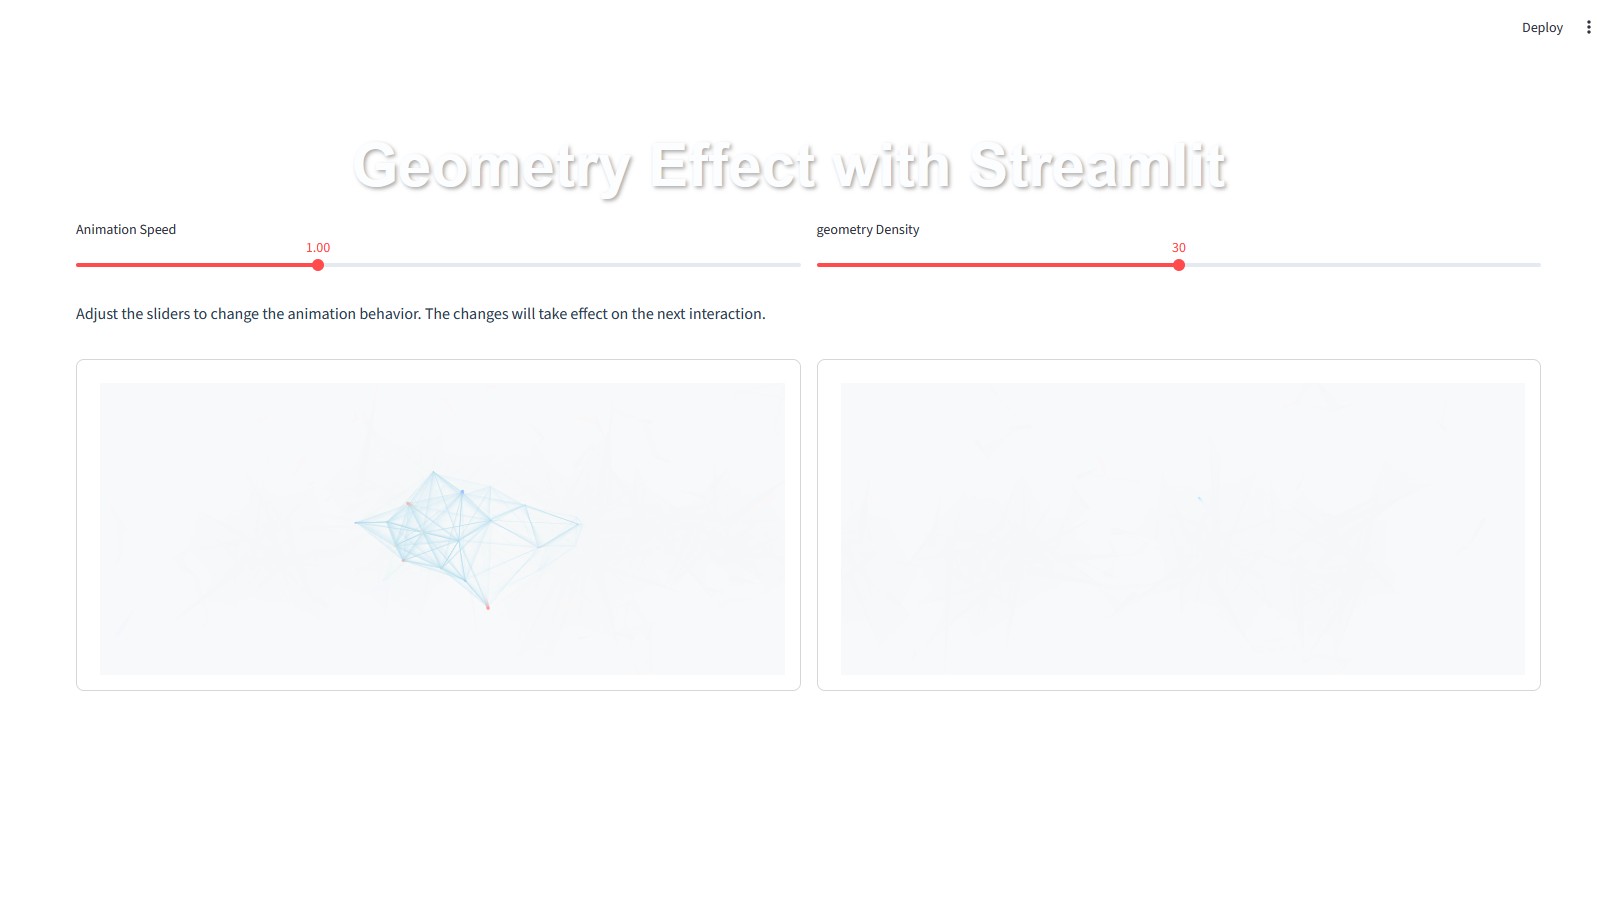 Deploy
Geometry Effect with Streamlit
Animation Speed
1.00
geometry Density
30
Adjust the sliders to change the animation behavior. The changes will take effect on the next interaction.